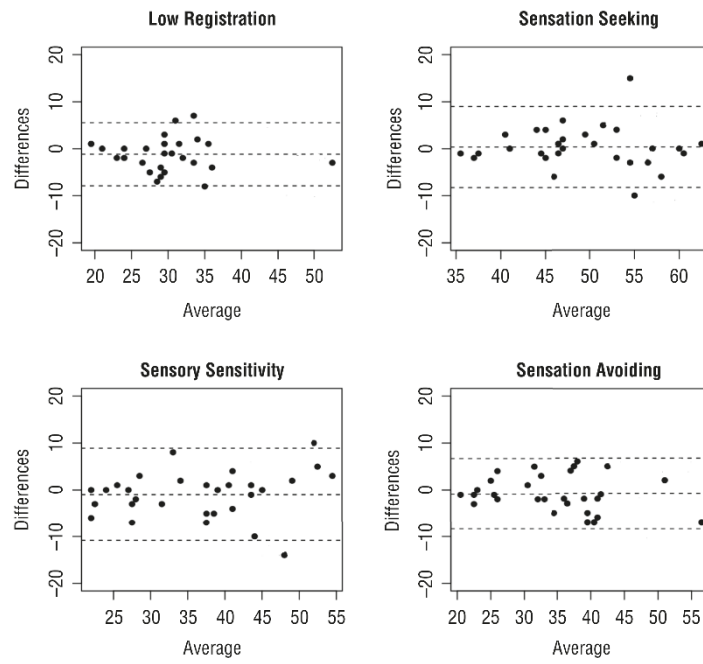 Low Registration
Differences
20
10
0
−10
−20
20 25 30 35 40 45 50
Average
Sensation Seeking
Differences
20
10
0
−10
−20
35 40 45 50 55 60
Average
Sensory Sensitivity
Differences
20
10
0
−10
−20
25 30 35 40 45 50 55
Average
Sensation Avoiding
Differences
20
10
0
−10
−20
20 25 30 35 40 45 50 55
Average